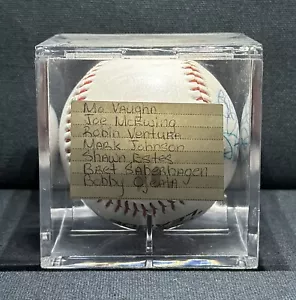 Mo Vaughn
Joe McEwing
Robin Ventura
Mark Johnson
Shawn Estes
Bret Saberhagen
Bobby Ojeda